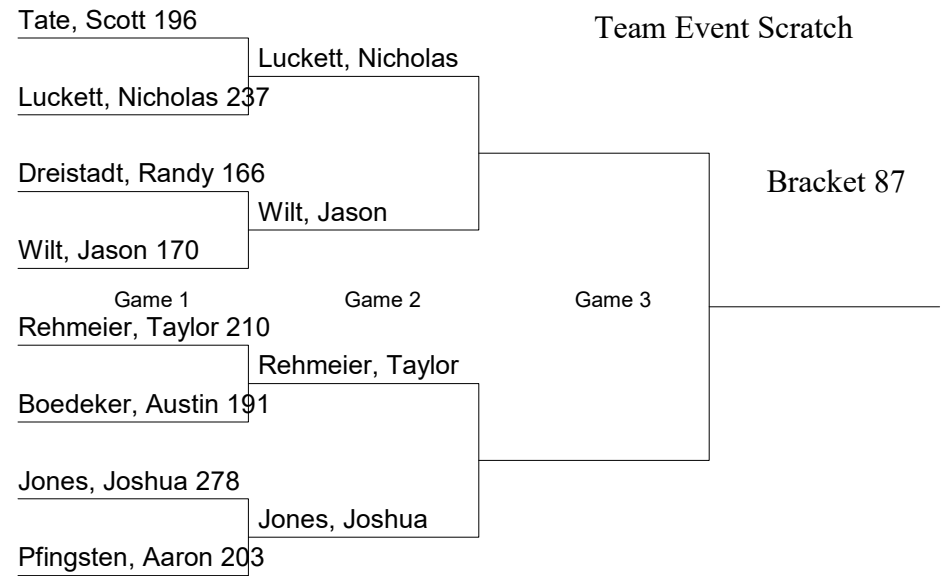 Tate, Scott 196
Team Event Scratch
Luckett, Nicholas
Luckett, Nicholas 237
Dreistadt, Randy 166
Bracket 87
Wilt, Jason
Wilt, Jason 170
Game 1
Game 2
Game 3
Rehmeier, Taylor 210
Rehmeier, Taylor
Boedeker, Austin 191
Jones, Joshua 278
Jones, Joshua
Pfingsten, Aaron 203